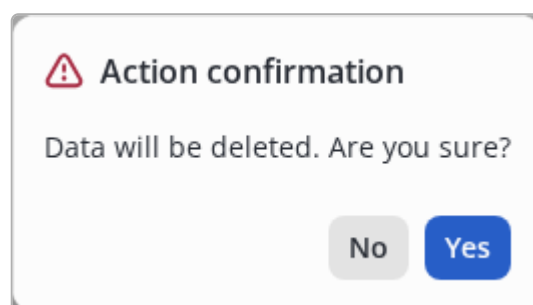 Action confirmation
Data will be deleted. Are you sure?
No
Yes